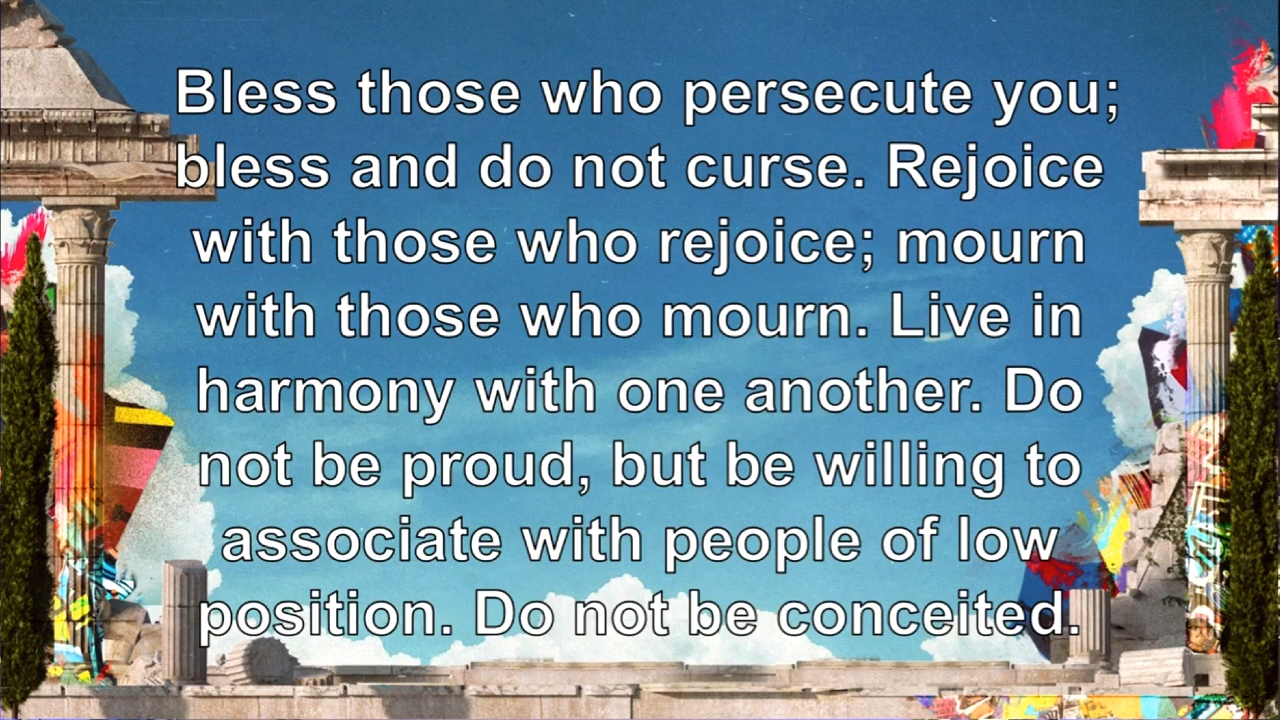 Bless those who persecute you;
bless and do not curse. Rejoice
with those who rejoice; mourn
with those who mourn. Live in
harmony with one another. Do
not be proud, but be willing to
associate with people of low
position. Do not be conceited.